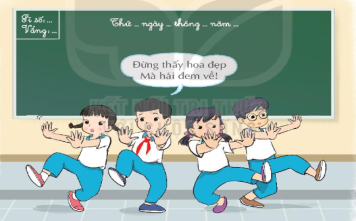 Sĩ số: ...
Vắng: ...
Thứ ... ngày ... tháng ... năm ...
Đừng thấy hoa đẹp
Mà hái đem về!